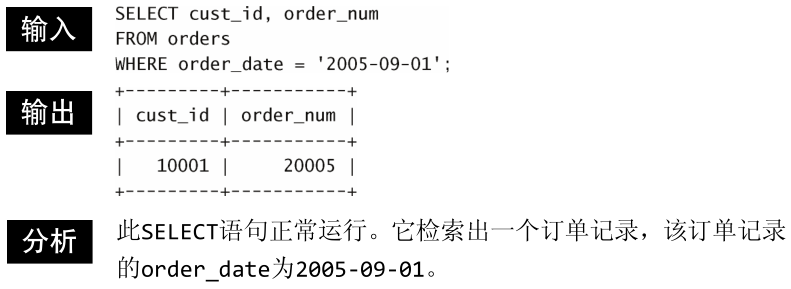 输入
SELECT cust_id, order_num
FROM orders
WHERE order_date = '2005-09-01';
输出
+---------+-----------+
| cust_id | order_num |
+---------+-----------+
|   10001 |     20005 |
+---------+-----------+
分析
此SELECT语句正常运行。它检索出一个订单记录，该订单记录
的order_date为2005-09-01。